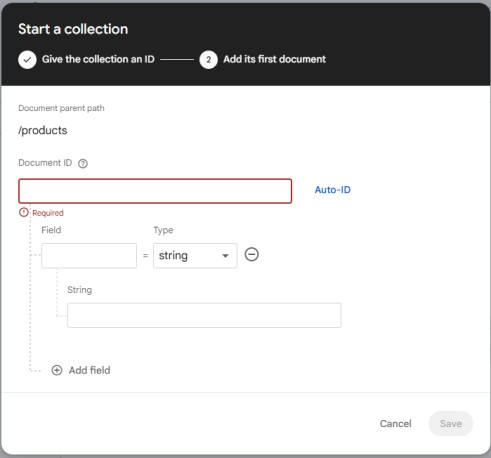 Start a collection
Give the collection an ID 2 Add its first document
Document parent path
/products
Document ID
Auto-ID
Required
Field Type
= string
String
Add field
Cancel Save